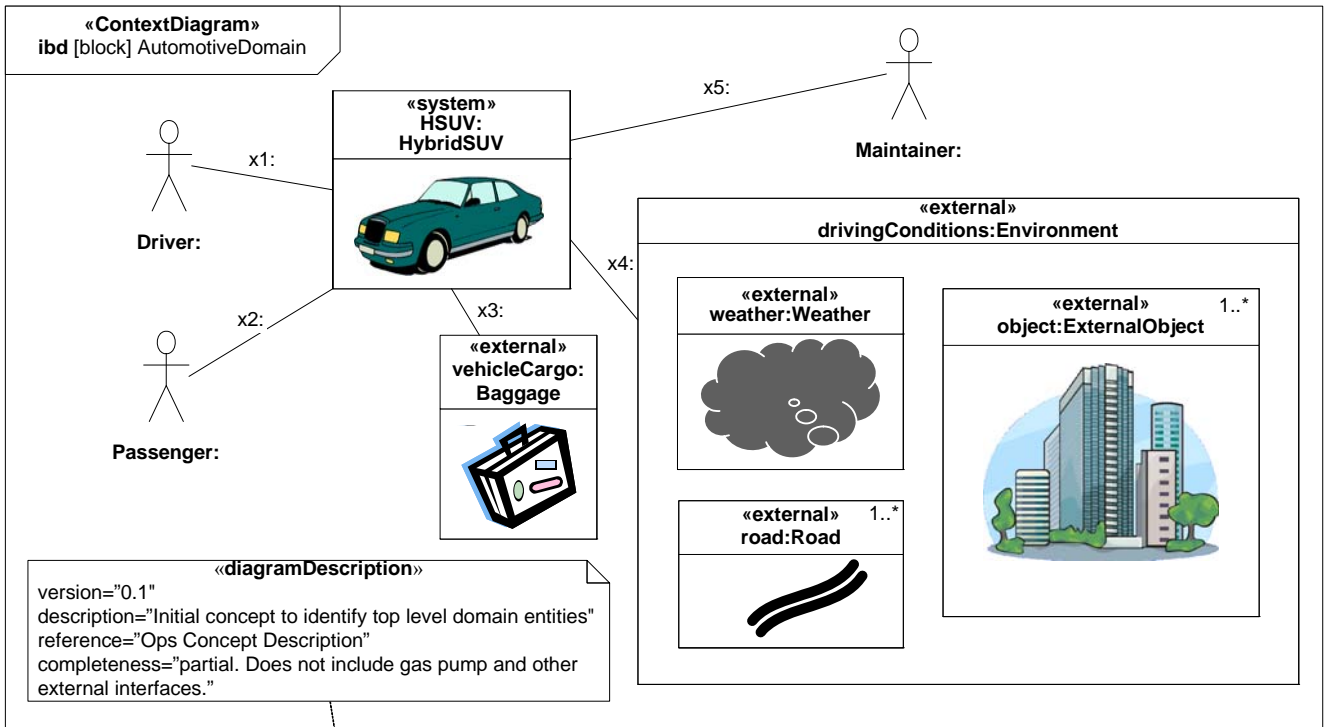 «ContextDiagram»
ibd [block] AutomotiveDomain
x5:
«system»
HSUV:
HybridSUV
x1:
Maintainer:
Driver:
«external»
drivingConditions:Environment
x4:
x2:
x3:
«external»
weather:Weather
«external» 1..*
object:ExternalObject
«external»
vehicleCargo:
Baggage
Passenger:
«external» 1..*
road:Road
«diagramDescription»
version=”0.1"
description=”Initial concept to identify top level domain entities"
reference=”Ops Concept Description”
completeness=”partial. Does not include gas pump and other
external interfaces.”